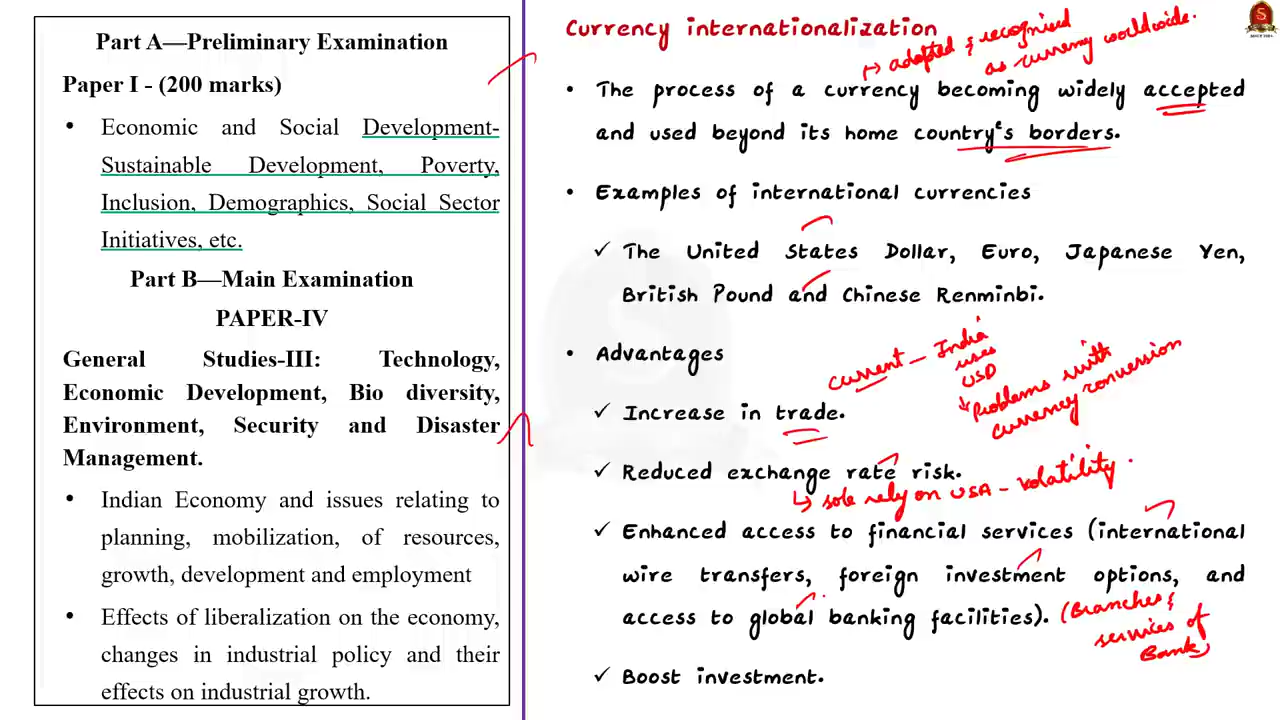 Part A—Preliminary Examination
Paper I - (200 marks)
• Economic and Social Development-
Sustainable Development, Poverty,
Inclusion, Demographics, Social Sector
Initiatives, etc.
Part B—Main Examination
PAPER-IV
General Studies-III: Technology,
Economic Development, Bio diversity,
Environment, Security and Disaster
Management.
• Indian Economy and issues relating to
planning, mobilization, of resources,
growth, development and employment
• Effects of liberalization on the economy,
changes in industrial policy and their
effects on industrial growth.
Currency internationalization
↦ adopted & recognised
as currency worldwide.
• The process of a currency becoming widely accepted
and used beyond its home country's borders.
• Examples of international currencies
✓ The United States Dollar, Euro, Japanese Yen,
British Pound and Chinese Renminbi.
• Advantages
current – India
uses
USD
↳ Problems with
currency conversion
✓ Increase in trade.
✓ Reduced exchange rate risk.
↳ sole rely on USA – volatility.
✓ Enhanced access to financial services (international
wire transfers, foreign investment options, and
access to global banking facilities).
(Branches &
services of
Bank)
✓ Boost investment.